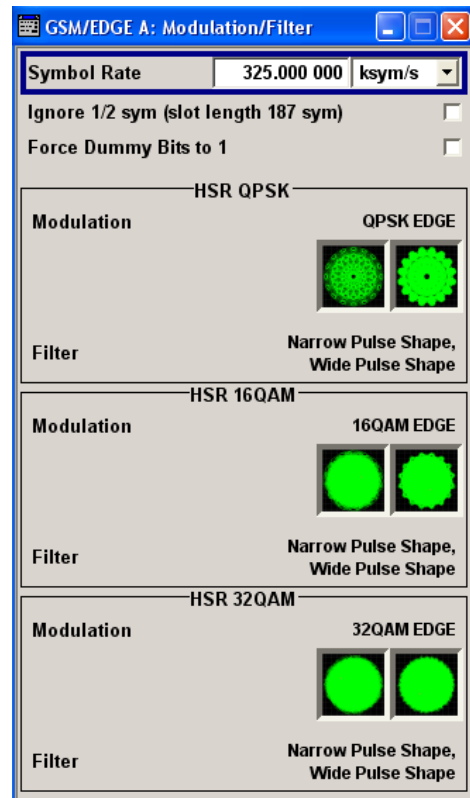 GSM/EDGE A: Modulation/Filter
Symbol Rate 325.000 000 ksym/s
Ignore 1/2 sym (slot length 187 sym)
Force Dummy Bits to 1
HSR QPSK
Modulation QPSK EDGE
Filter Narrow Pulse Shape,
Wide Pulse Shape
HSR 16QAM
Modulation 16QAM EDGE
Filter Narrow Pulse Shape,
Wide Pulse Shape
HSR 32QAM
Modulation 32QAM EDGE
Filter Narrow Pulse Shape,
Wide Pulse Shape